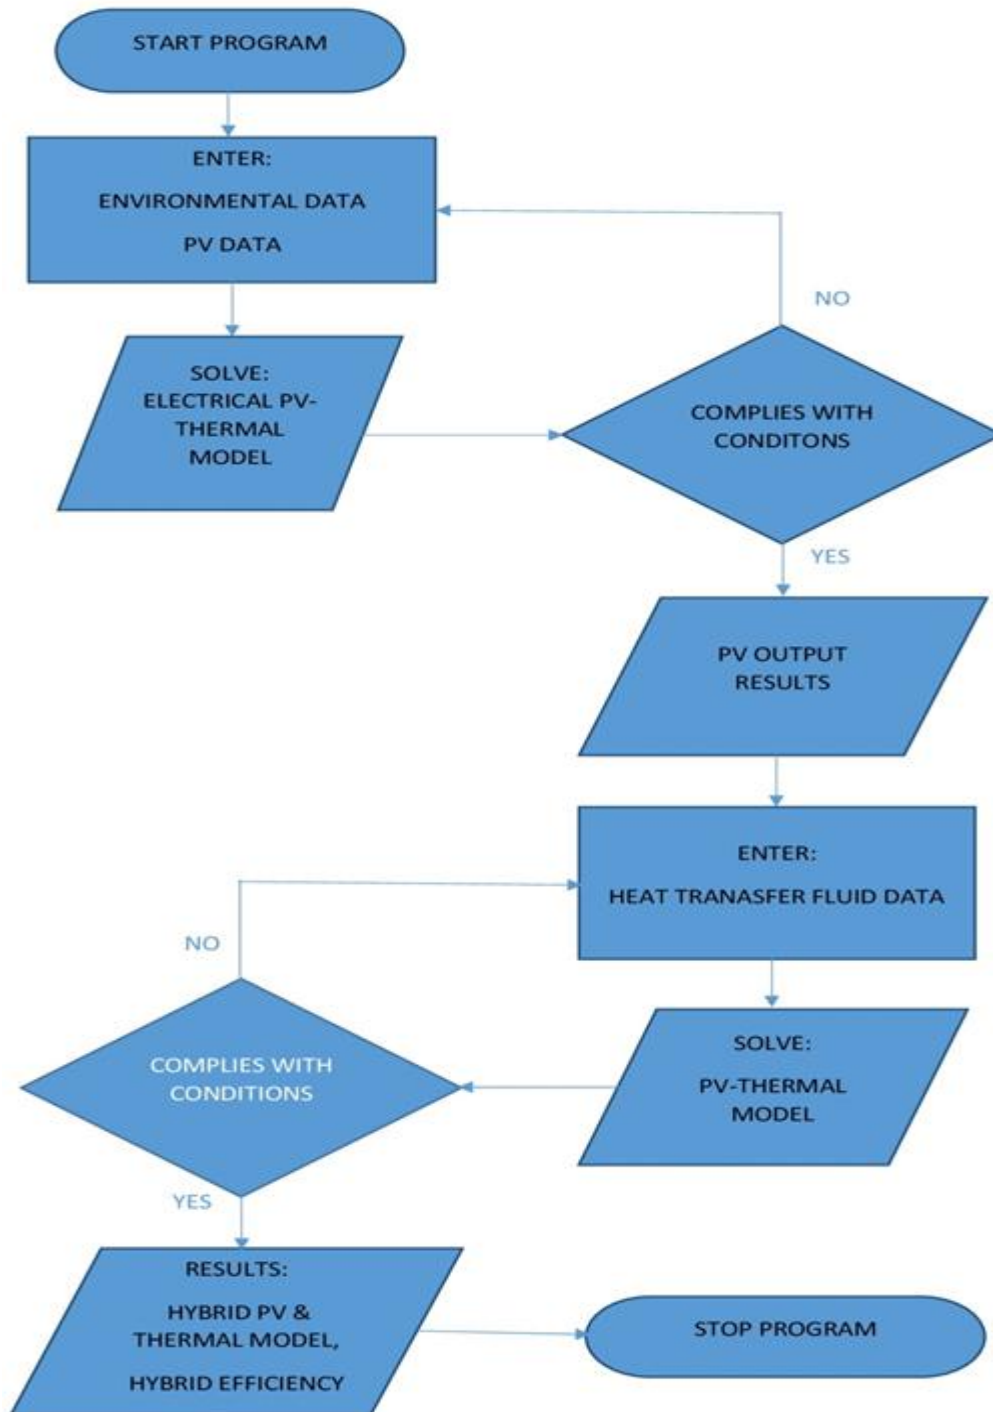 START PROGRAM
ENTER:
ENVIRONMENTAL DATA
PV DATA
NO
SOLVE:
ELECTRICAL PV-
THERMAL
MODEL
COMPLIES WITH
CONDITONS
YES
PV OUTPUT
RESULTS
ENTER:
HEAT TRANASFER FLUID DATA
SOLVE:
PV-THERMAL
MODEL
NO
COMPLIES WITH
CONDITIONS
YES
RESULTS:
HYBRID PV &
THERMAL MODEL,
HYBRID EFFICIENCY
STOP PROGRAM